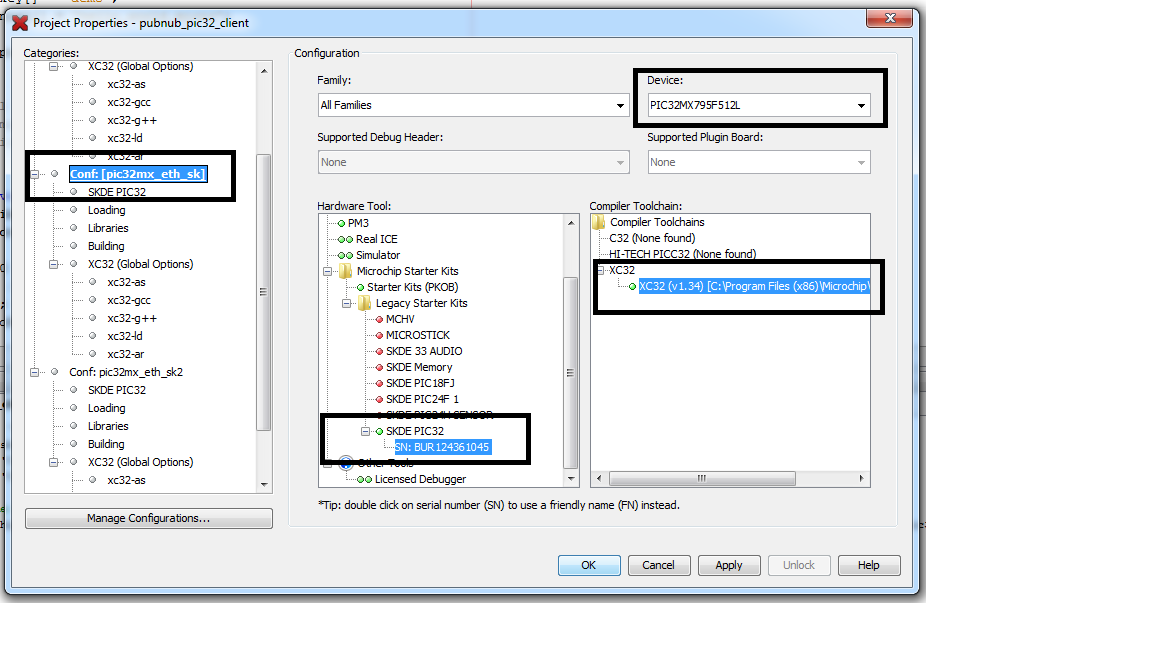 Project Properties - pubnub_pic32_client
Categories:
XC32 (Global Options)
xc32-as
xc32-gcc
xc32-g++
xc32-ld
xc32-ar
Conf: [pic32mx_eth_sk]
SKDE PIC32
Loading
Libraries
Building
XC32 (Global Options)
xc32-as
xc32-gcc
xc32-g++
xc32-ld
xc32-ar
Conf: pic32mx_eth_sk2
SKDE PIC32
Loading
Libraries
Building
XC32 (Global Options)
xc32-as
Manage Configurations...
Configuration
Family:
All Families
Device:
PIC32MX795F512L
Supported Debug Header:
None
Supported Plugin Board:
None
Hardware Tool:
PM3
Real ICE
Simulator
Microchip Starter Kits
Starter Kits (PKOB)
Legacy Starter Kits
MCHV
MICROSTICK
SKDE 33 AUDIO
SKDE Memory
SKDE PIC18FJ
SKDE PIC24F 1
SKDE PIC24H SENSOR
SKDE PIC32
SN: BUR124361045
Other Tools
Licensed Debugger
Compiler Toolchain:
Compiler Toolchains
C32 (None found)
HI-TECH PICC32 (None found)
XC32
XC32 (v1.34) [C:\Program Files (x86)\Microchip\
*Tip: double click on serial number (SN) to use a friendly name (FN) instead.
OK
Cancel
Apply
Unlock
Help